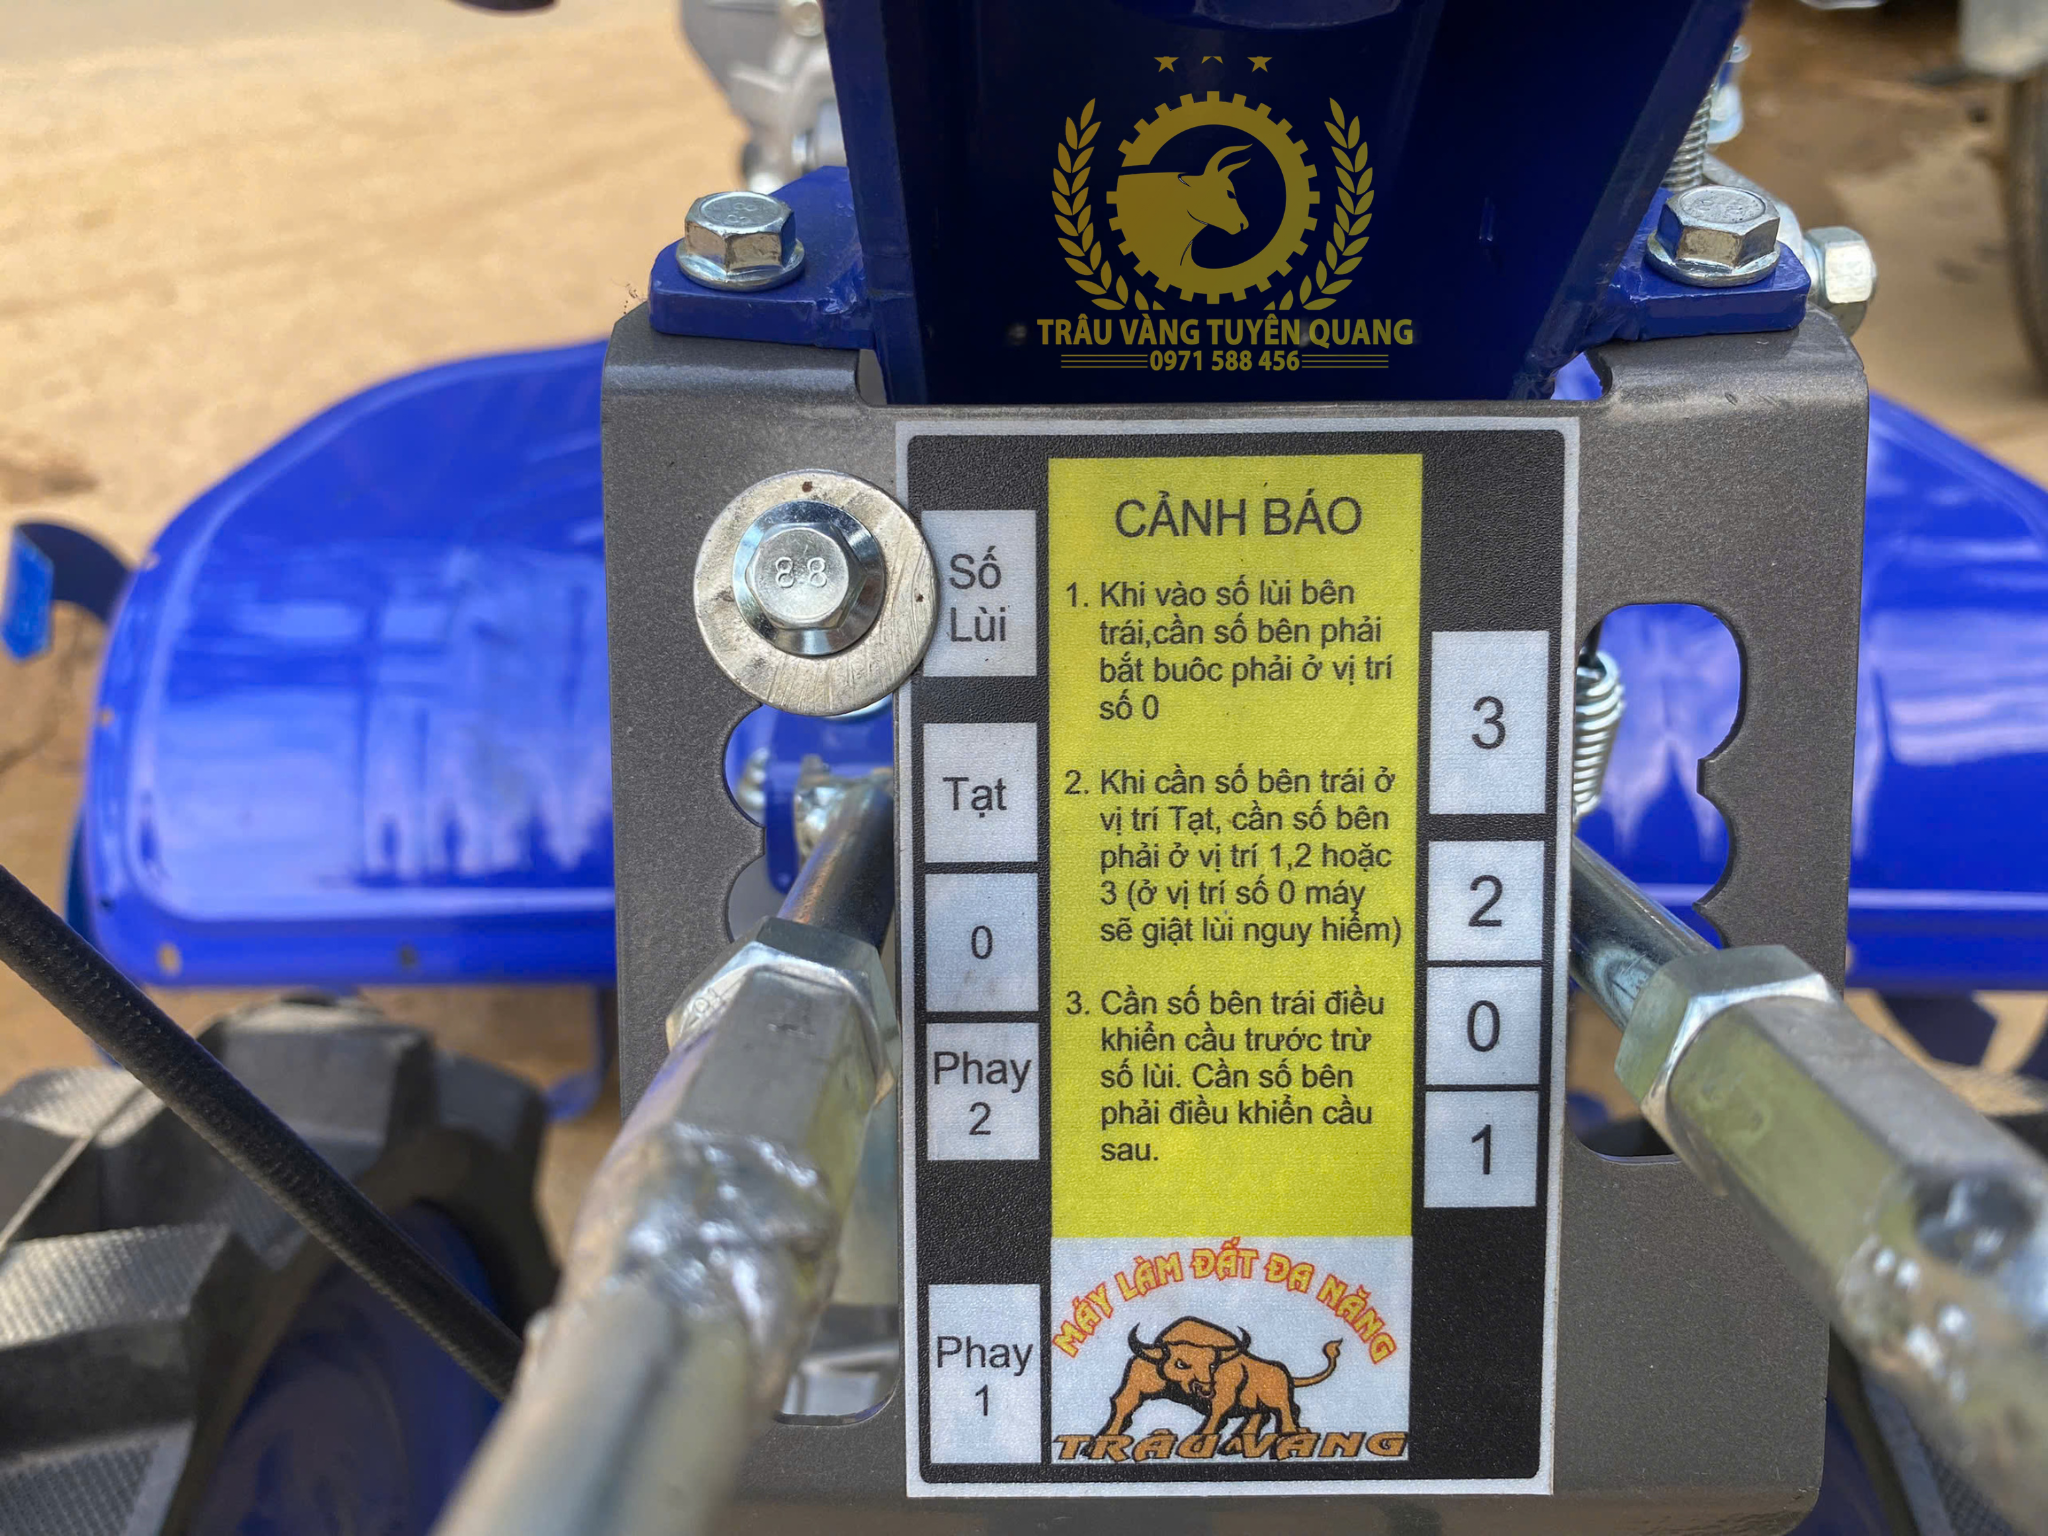 TRÂU VÀNG TUYÊN QUANG
0971 588 456
88
Số
Lùi
Tạt
0
Phay
2
Phay
1
CẢNH BÁO
1. Khi vào số lùi bên
trái,cần số bên phải
bắt buôc phải ở vị trí
số 0
2. Khi cần số bên trái ở
vị trí Tạt, cần số bên
phải ở vị trí 1,2 hoặc
3 (ở vị trí số 0 máy
sẽ giật lùi nguy hiểm)
3. Cần số bên trái điều
khiển cầu trước trừ
số lùi. Cần số bên
phải điều khiển cầu
sau.
3
2
0
1
MÁY LÀM ĐẤT ĐA NĂNG
TRÂU VÀNG